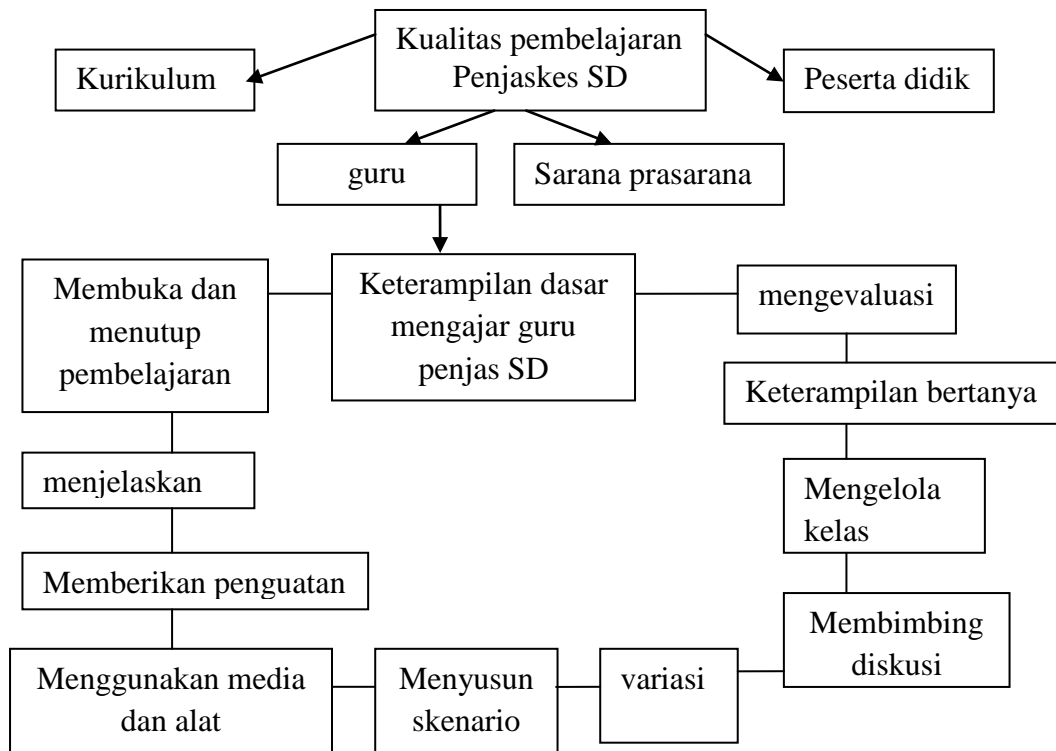 Kualitas pembelajaran
Penjaskes SD
Kurikulum
Peserta didik
guru
Sarana prasarana
Membuka dan
menutup
pembelajaran
Keterampilan dasar
mengajar guru
penjas SD
mengevaluasi
Keterampilan bertanya
menjelaskan
Mengelola
kelas
Memberikan penguatan
Membimbing
diskusi
Menggunakan media
dan alat
Menyusun
skenario
variasi